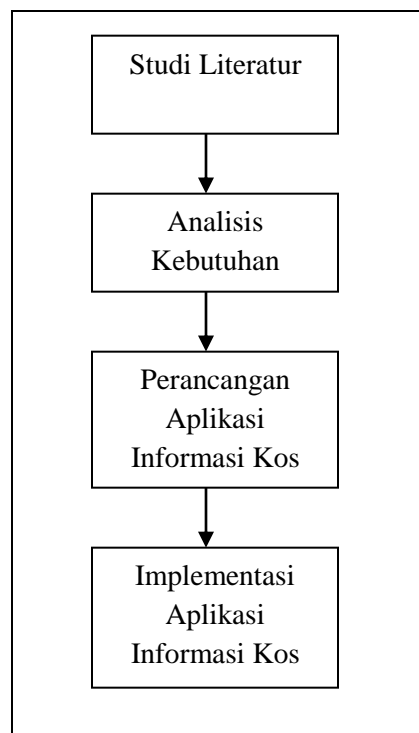 Studi Literatur
Analisis
Kebutuhan
Perancangan
Aplikasi
Informasi Kos
Implementasi
Aplikasi
Informasi Kos